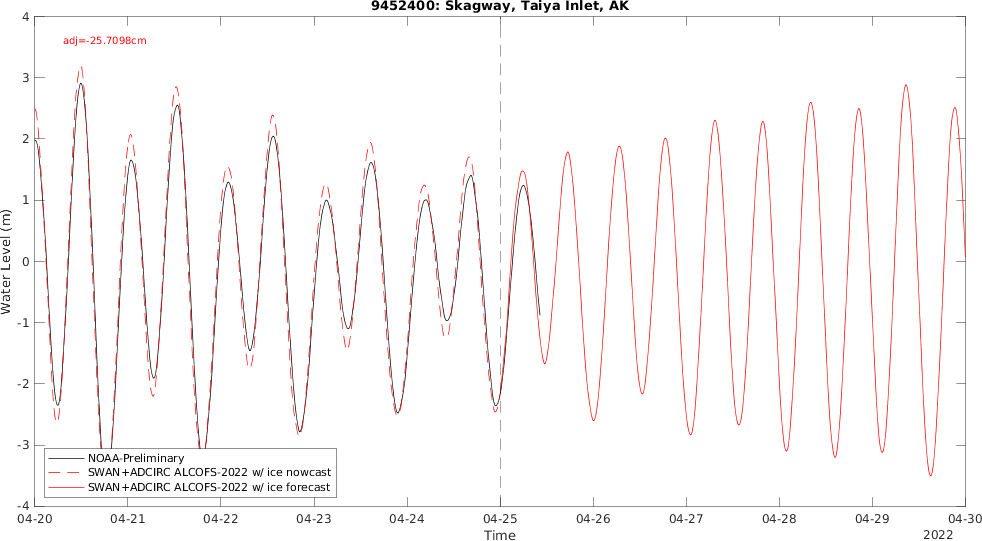 9452400: Skagway, Taiya Inlet, AK
4
adj=-25.7098cm
3
2
1
0
-1
-2
-3
-4
Water Level (m)
NOAA-Preliminary
SWAN+ADCIRC ALCOFS-2022 w/ ice nowcast
SWAN+ADCIRC ALCOFS-2022 w/ ice forecast
04-20 04-21 04-22 04-23 04-24 04-25 04-26 04-27 04-28 04-29 04-30
Time
2022